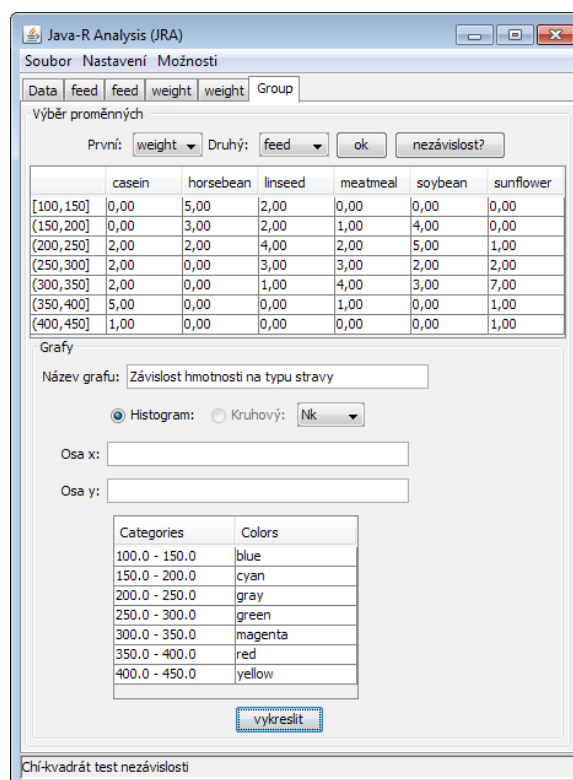 Java-R Analysis (JRA)
Soubor Nastavení Možnosti
Data feed feed weight weight Group
Výběr proměnných
První: weight Druhý: feed ok nezávislost?
casein horsebean linseed meatmeal soybean sunflower
[100,150] 0,00 5,00 2,00 0,00 0,00 0,00
(150,200] 0,00 3,00 2,00 1,00 4,00 0,00
(200,250] 2,00 2,00 4,00 2,00 5,00 1,00
(250,300] 2,00 0,00 3,00 3,00 2,00 2,00
(300,350] 2,00 0,00 1,00 4,00 3,00 7,00
(350,400] 5,00 0,00 0,00 1,00 0,00 1,00
(400,450] 1,00 0,00 0,00 0,00 0,00 1,00
Grafy
Název grafu: Závislost hmotnosti na typu stravy
Histogram: Kruhový: Nk
Osa x:
Osa y:
Categories Colors
100.0 - 150.0 blue
150.0 - 200.0 cyan
200.0 - 250.0 gray
250.0 - 300.0 green
300.0 - 350.0 magenta
350.0 - 400.0 red
400.0 - 450.0 yellow
vykreslit
Chí-kvadrát test nezávislosti